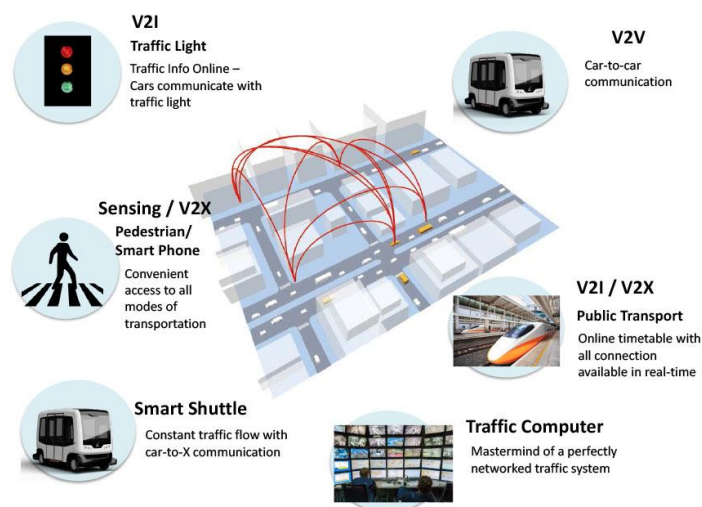 V2I
Traffic Light
Traffic Info Online –
Cars communicate with
traffic light
V2V
Car-to-car
communication
Sensing / V2X
Pedestrian/
Smart Phone
Convenient
access to all
modes of
transportation
V2I / V2X
Public Transport
Online timetable with
all connection
available in real-time
Smart Shuttle
Constant traffic flow with
car-to-X communication
Traffic Computer
Mastermind of a perfectly
networked traffic system